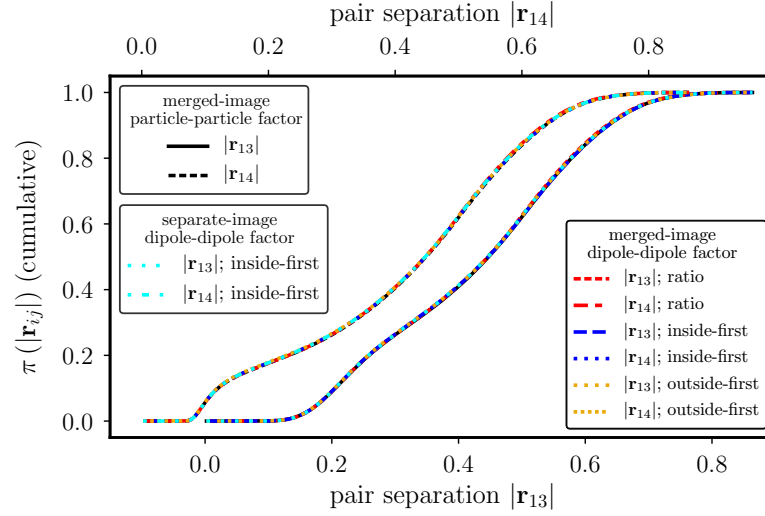 pair separation |r₁₄|
0.0 0.2 0.4 0.6 0.8
π (|r_{ij}|) (cumulative)
1.0
0.8
0.6
0.4
0.2
0.0
merged-image
particle-particle factor
|r₁₃|
|r₁₄|
separate-image
dipole-dipole factor
|r₁₃|; inside-first
|r₁₄|; inside-first
merged-image
dipole-dipole factor
|r₁₃|; ratio
|r₁₄|; ratio
|r₁₃|; inside-first
|r₁₄|; inside-first
|r₁₃|; outside-first
|r₁₄|; outside-first
0.0 0.2 0.4 0.6 0.8
pair separation |r₁₃|